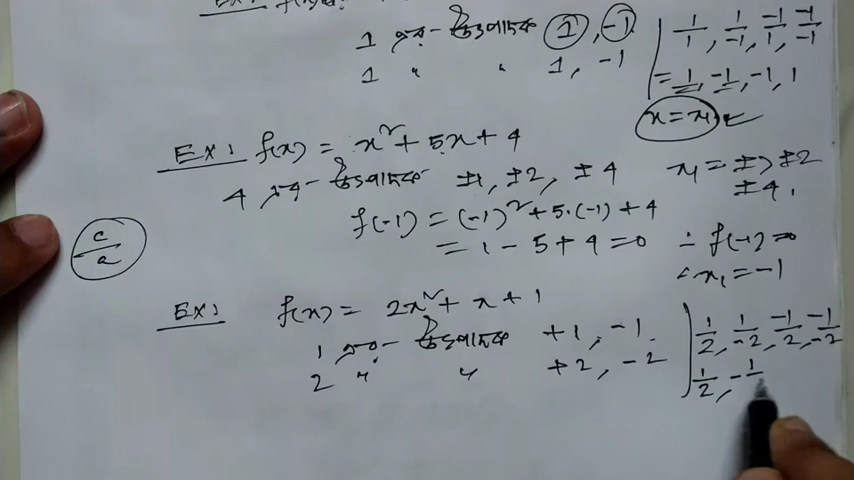 1 এর উৎপাদক 1, -1
1 " " 1, -1
1/1, 1/-1, -1/1, -1/-1
= 1, -1, -1, 1
x = x₁
Ex: f(x) = x² + 5x + 4
4 এর উৎপাদক ±1, ±2, ±4
x₁ = ±1, ±2
±4.
f(-1) = (-1)² + 5·(-1) + 4
= 1 - 5 + 4 = 0 ∴ f(-1) = 0
∴ x₁ = -1
c/a
Ex: f(x) = 2x² + x + 1
1 এর উৎপাদক +1, -1
2 " " +2, -2
1/2, 1/-2, -1/2, -1/-2
1/2, -1/